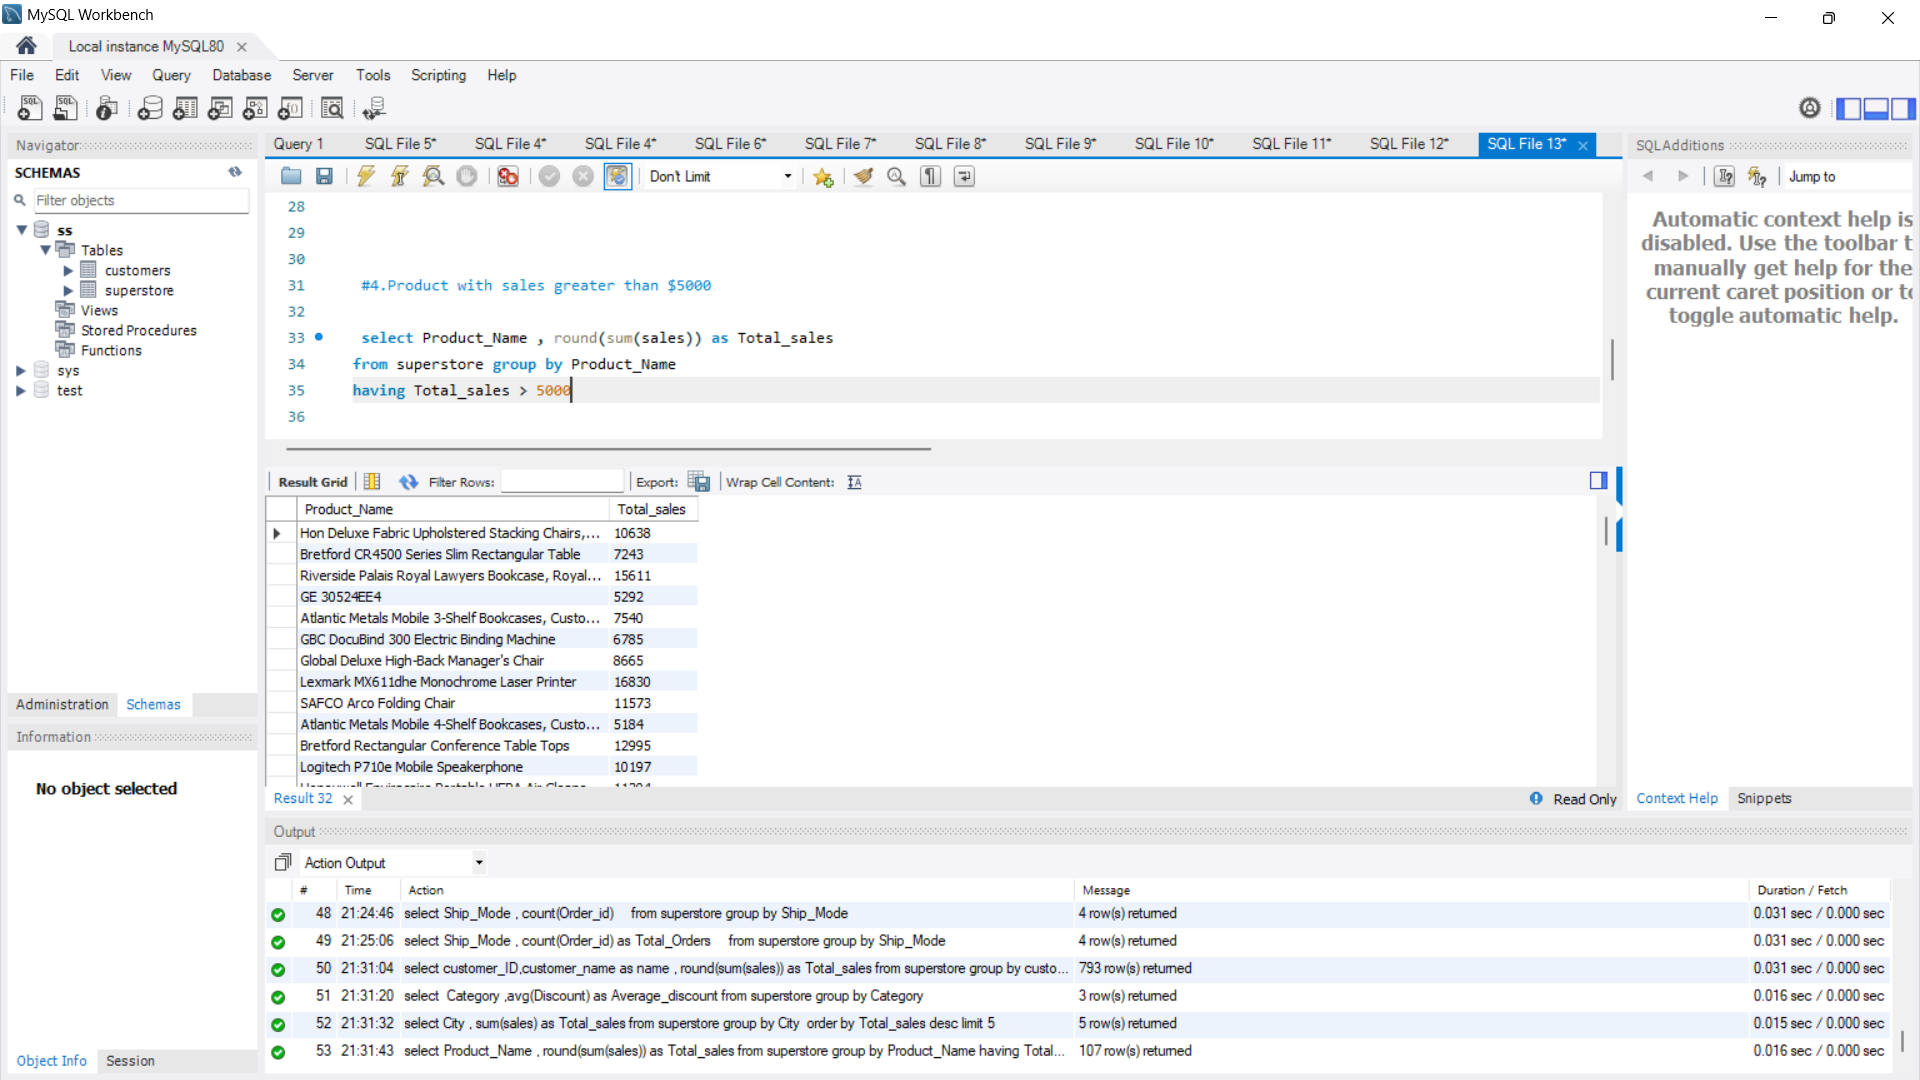 MySQL Workbench
Local instance MySQL80
File Edit View Query Database Server Tools Scripting Help
Navigator
SCHEMAS
Filter objects
ss
Tables
customers
superstore
Views
Stored Procedures
Functions
sys
test
Administration Schemas
Information
No object selected
Object Info Session
Query 1 SQL File 5* SQL File 4* SQL File 4* SQL File 6* SQL File 7* SQL File 8* SQL File 9* SQL File 10* SQL File 11* SQL File 12* SQL File 13*
Don't Limit
28
29
30
31 #4.Product with sales greater than $5000
32
33 select Product_Name , round(sum(sales)) as Total_sales
34 from superstore group by Product_Name
35 having Total_sales > 5000
36
Result Grid Filter Rows: Export: Wrap Cell Content:
Product_Name Total_sales
Hon Deluxe Fabric Upholstered Stacking Chairs,... 10638
Bretford CR4500 Series Slim Rectangular Table 7243
Riverside Palais Royal Lawyers Bookcase, Royal... 15611
GE 30524EE4 5292
Atlantic Metals Mobile 3-Shelf Bookcases, Custo... 7540
GBC DocuBind 300 Electric Binding Machine 6785
Global Deluxe High-Back Manager's Chair 8665
Lexmark MX611dhe Monochrome Laser Printer 16830
SAFCO Arco Folding Chair 11573
Atlantic Metals Mobile 4-Shelf Bookcases, Custo... 5184
Bretford Rectangular Conference Table Tops 12995
Logitech P710e Mobile Speakerphone 10197
Result 32 Read Only
SQLAdditions
Jump to
Automatic context help is
disabled. Use the toolbar t
manually get help for the
current caret position or to
toggle automatic help.
Context Help Snippets
Output
Action Output
# Time Action Message Duration / Fetch
48 21:24:46 select Ship_Mode , count(Order_id) from superstore group by Ship_Mode 4 row(s) returned 0.031 sec / 0.000 sec
49 21:25:06 select Ship_Mode , count(Order_id) as Total_Orders from superstore group by Ship_Mode 4 row(s) returned 0.031 sec / 0.000 sec
50 21:31:04 select customer_ID,customer_name as name , round(sum(sales)) as Total_sales from superstore group by custo... 793 row(s) returned 0.031 sec / 0.000 sec
51 21:31:20 select Category ,avg(Discount) as Average_discount from superstore group by Category 3 row(s) returned 0.016 sec / 0.000 sec
52 21:31:32 select City , sum(sales) as Total_sales from superstore group by City order by Total_sales desc limit 5 5 row(s) returned 0.015 sec / 0.000 sec
53 21:31:43 select Product_Name , round(sum(sales)) as Total_sales from superstore group by Product_Name having Total... 107 row(s) returned 0.016 sec / 0.000 sec